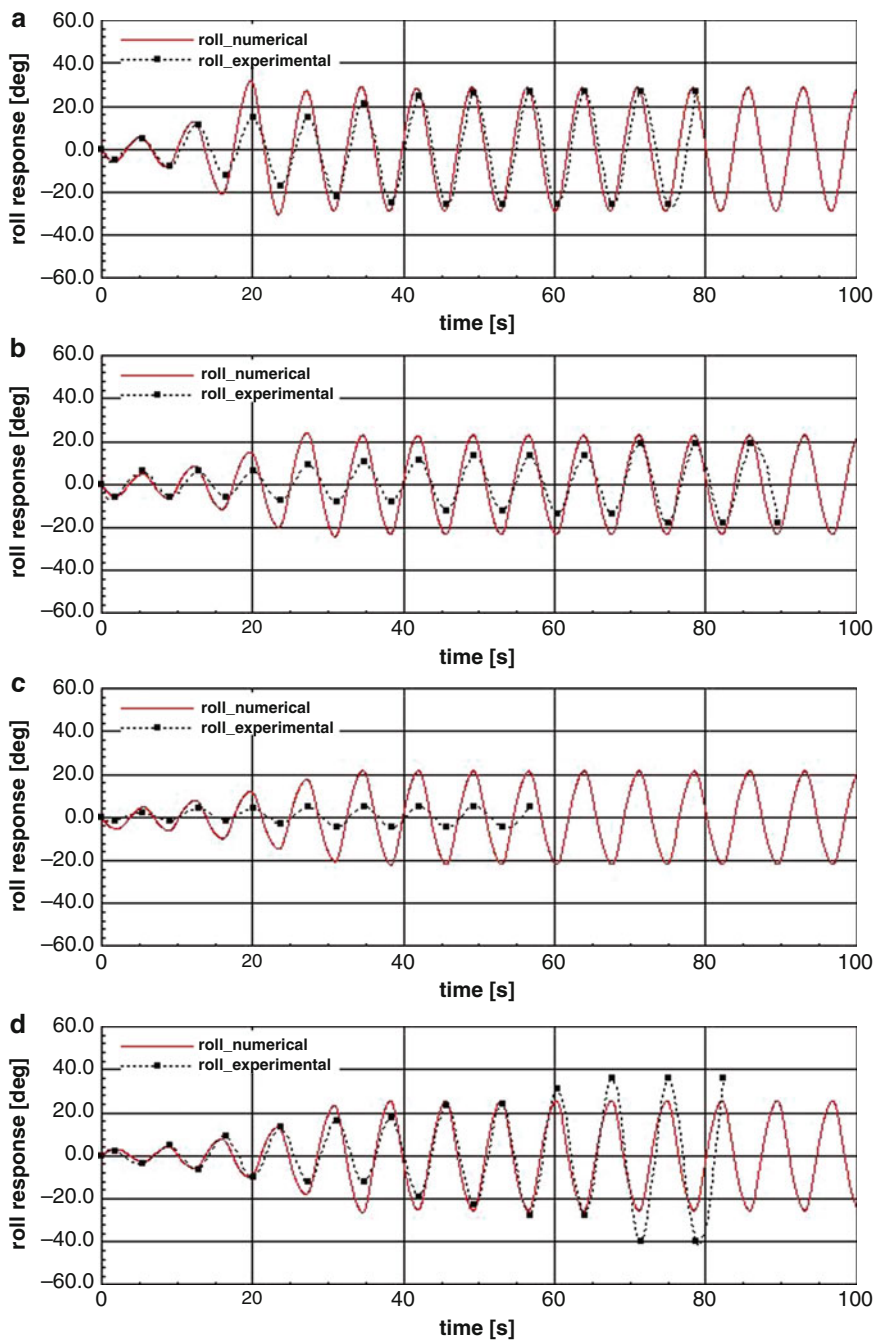 a
60.0
40.0
20.0
0.0
−20.0
−40.0
−60.0
roll response [deg]
roll_numerical
roll_experimental
0 20 40 60 80 100
time [s]
b
60.0
40.0
20.0
0.0
−20.0
−40.0
−60.0
roll response [deg]
roll_numerical
roll_experimental
0 20 40 60 80 100
time [s]
c
60.0
40.0
20.0
0.0
−20.0
−40.0
−60.0
roll response [deg]
roll_numerical
roll_experimental
0 20 40 60 80 100
time [s]
d
60.0
40.0
20.0
0.0
−20.0
−40.0
−60.0
roll response [deg]
roll_numerical
roll_experimental
0 20 40 60 80 100
time [s]